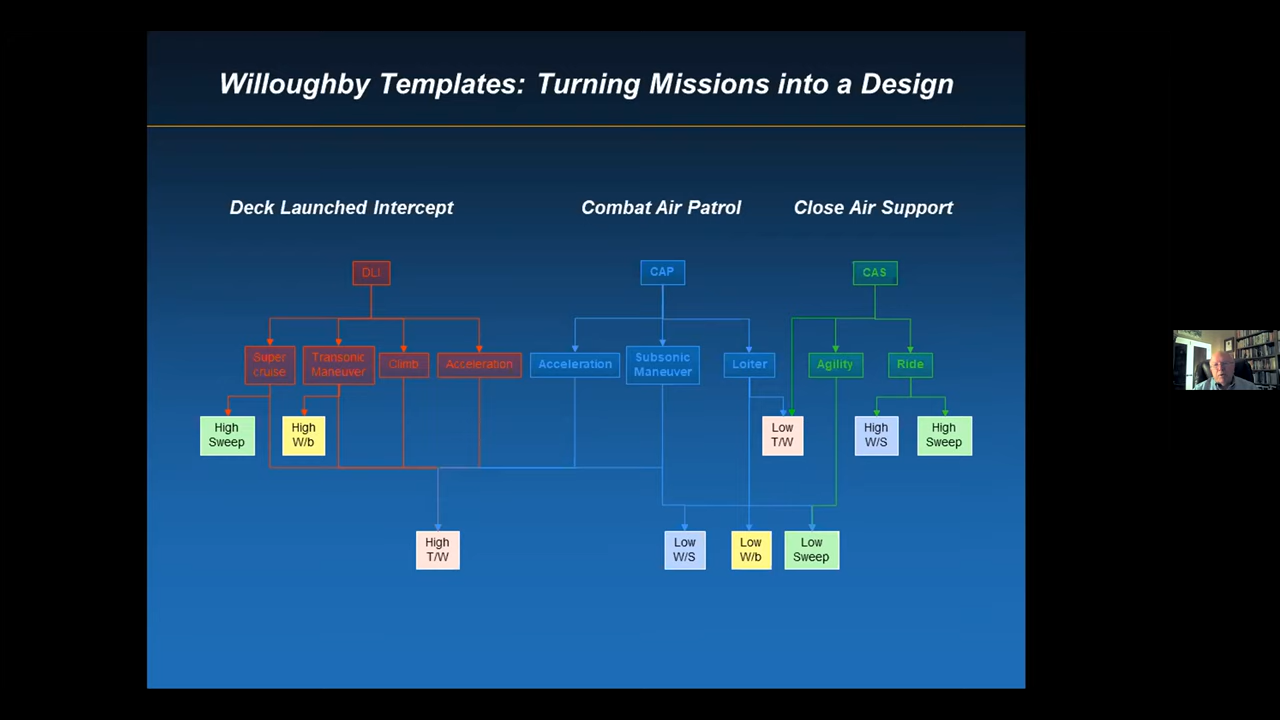 Willoughby Templates: Turning Missions into a Design
Deck Launched Intercept
Combat Air Patrol
Close Air Support
DLI
CAP
CAS
Super
cruise
Transonic
Maneuver
Climb
Acceleration
Acceleration
Subsonic
Maneuver
Loiter
Agility
Ride
High
Sweep
High
W/b
Low
T/W
High
W/S
High
Sweep
High
T/W
Low
W/S
Low
W/b
Low
Sweep